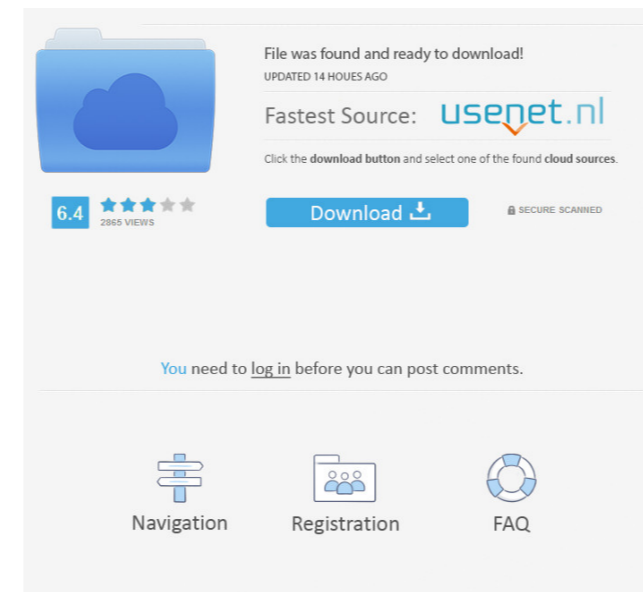 File was found and ready to download!
UPDATED 14 HOUES AGO
Fastest Source: usenet.nl
Click the download button and select one of the found cloud sources.
6.4
2865 VIEWS
Download
SECURE SCANNED
You need to log in before you can post comments.
Navigation
Registration
FAQ